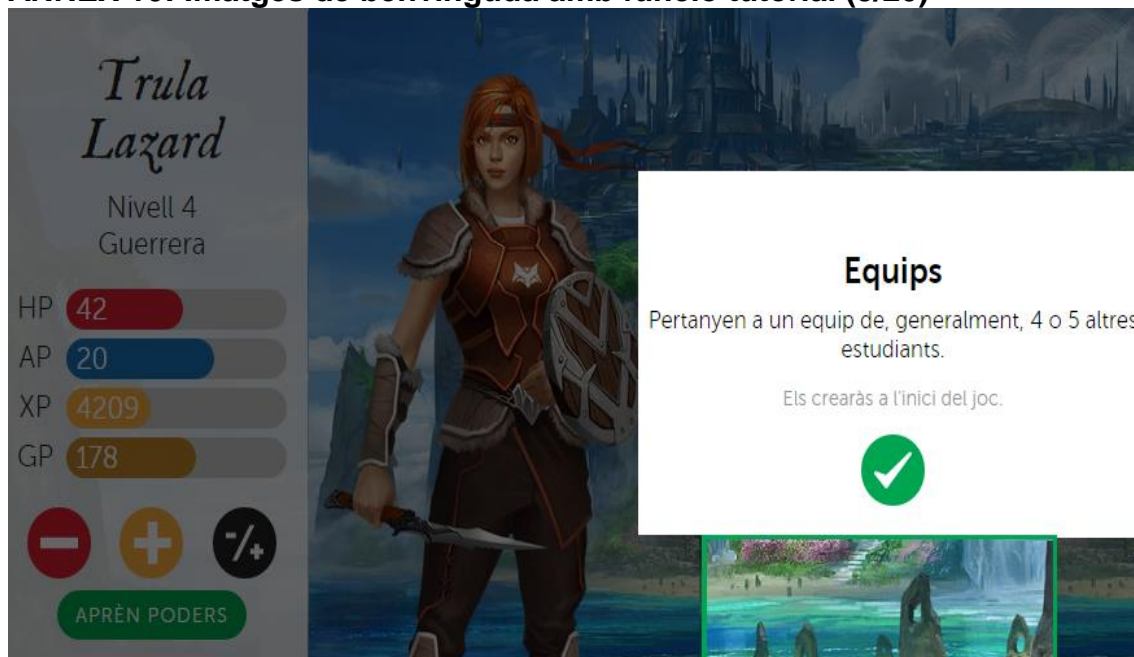 Trula
Lazard
Nivell 4
Guerrera
HP 42
AP 20
XP 4209
GP 178
-/+
APRÈN PODERS
Equips
Pertanyen a un equip de, generalment, 4 o 5 altres
estudiants.
Els crearàs a l'inici del joc.